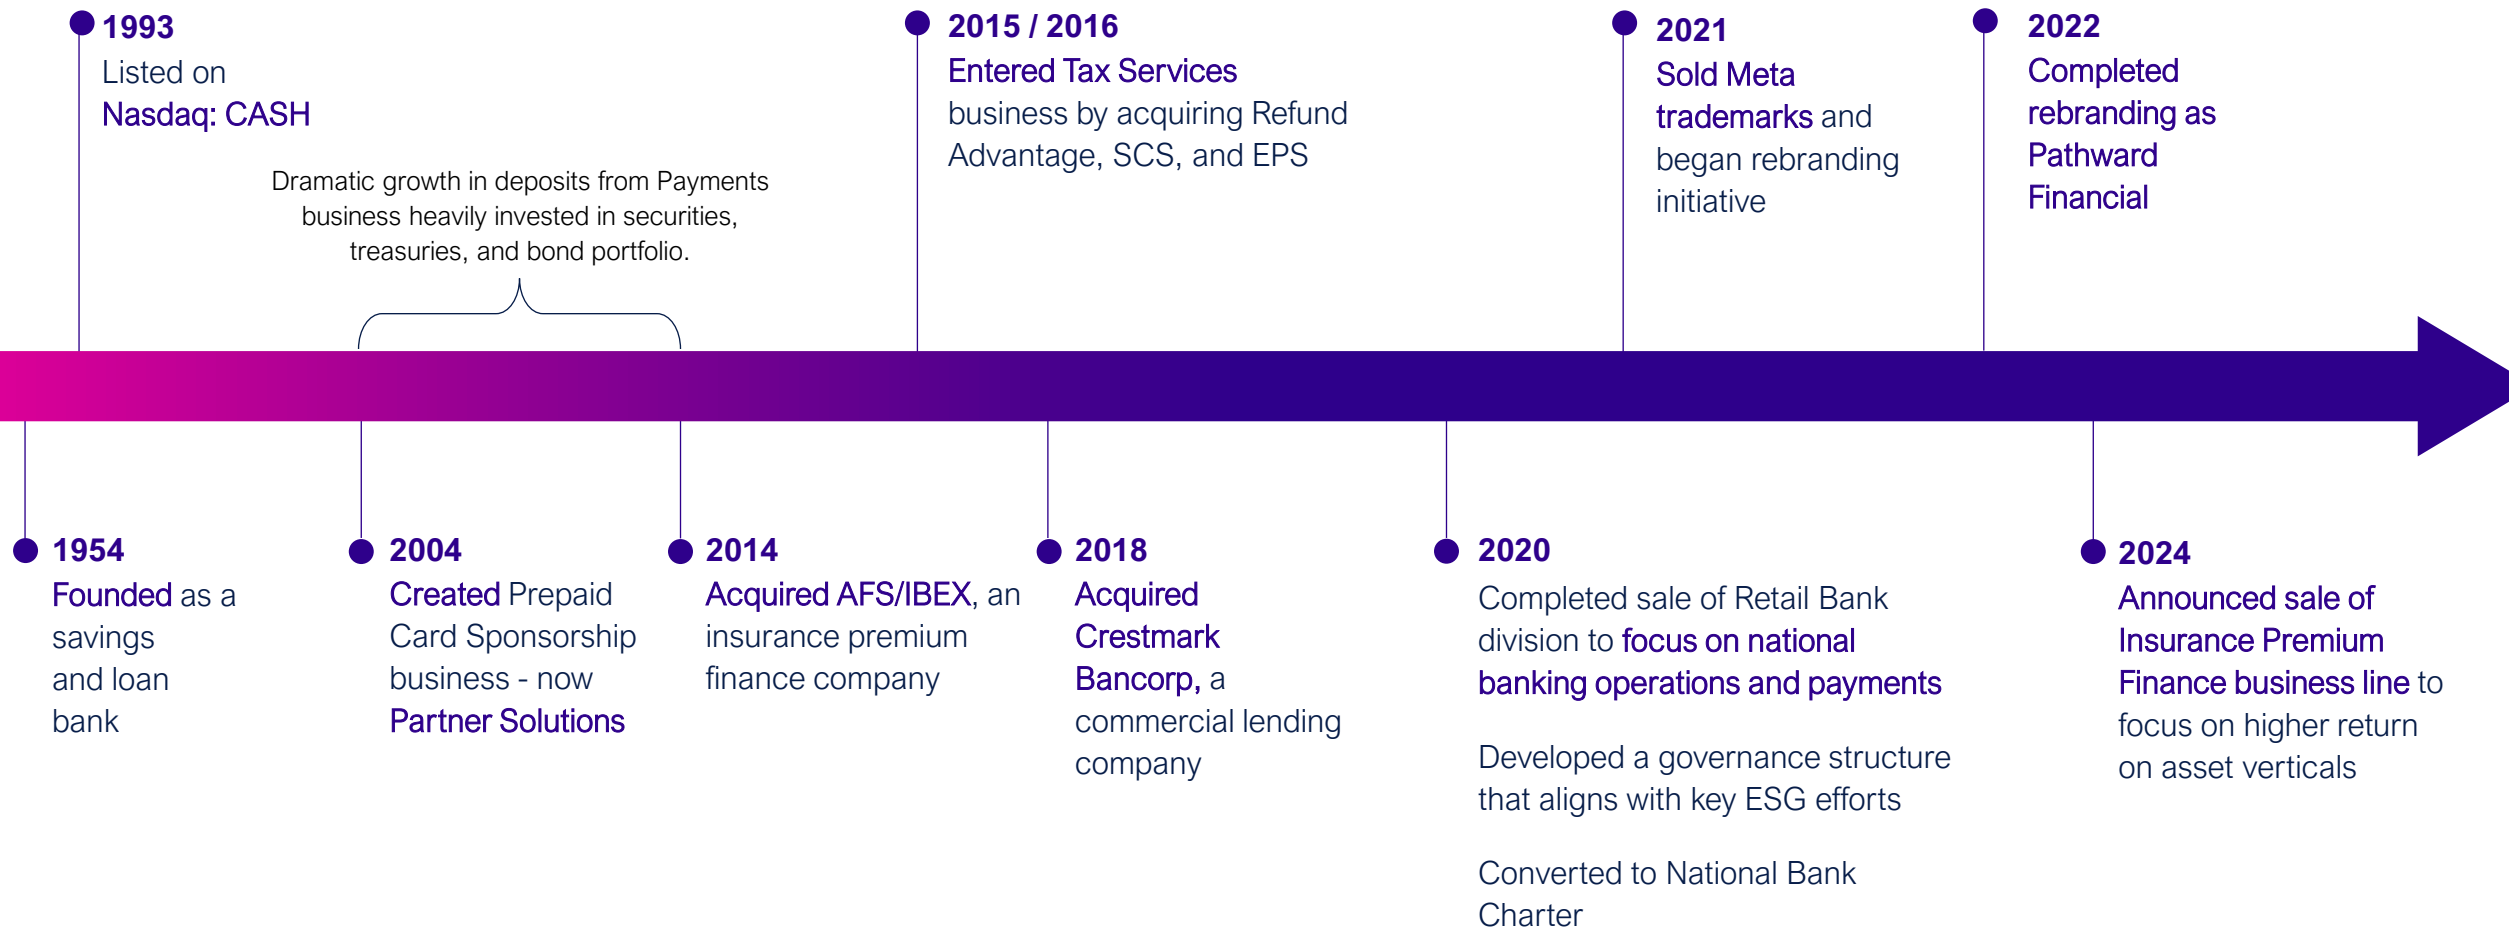 1993
Listed on
Nasdaq: CASH
Dramatic growth in deposits from Payments
business heavily invested in securities,
treasuries, and bond portfolio.
2015 / 2016
Entered Tax Services
business by acquiring Refund
Advantage, SCS, and EPS
2021
Sold Meta
trademarks and
began rebranding
initiative
2022
Completed
rebranding as
Pathward
Financial
1954
Founded as a
savings
and loan
bank
2004
Created Prepaid
Card Sponsorship
business - now
Partner Solutions
2014
Acquired AFS/IBEX, an
insurance premium
finance company
2018
Acquired
Crestmark
Bancorp, a
commercial lending
company
2020
Completed sale of Retail Bank
division to focus on national
banking operations and payments
Developed a governance structure
that aligns with key ESG efforts
Converted to National Bank
Charter
2024
Announced sale of
Insurance Premium
Finance business line to
focus on higher return
on asset verticals